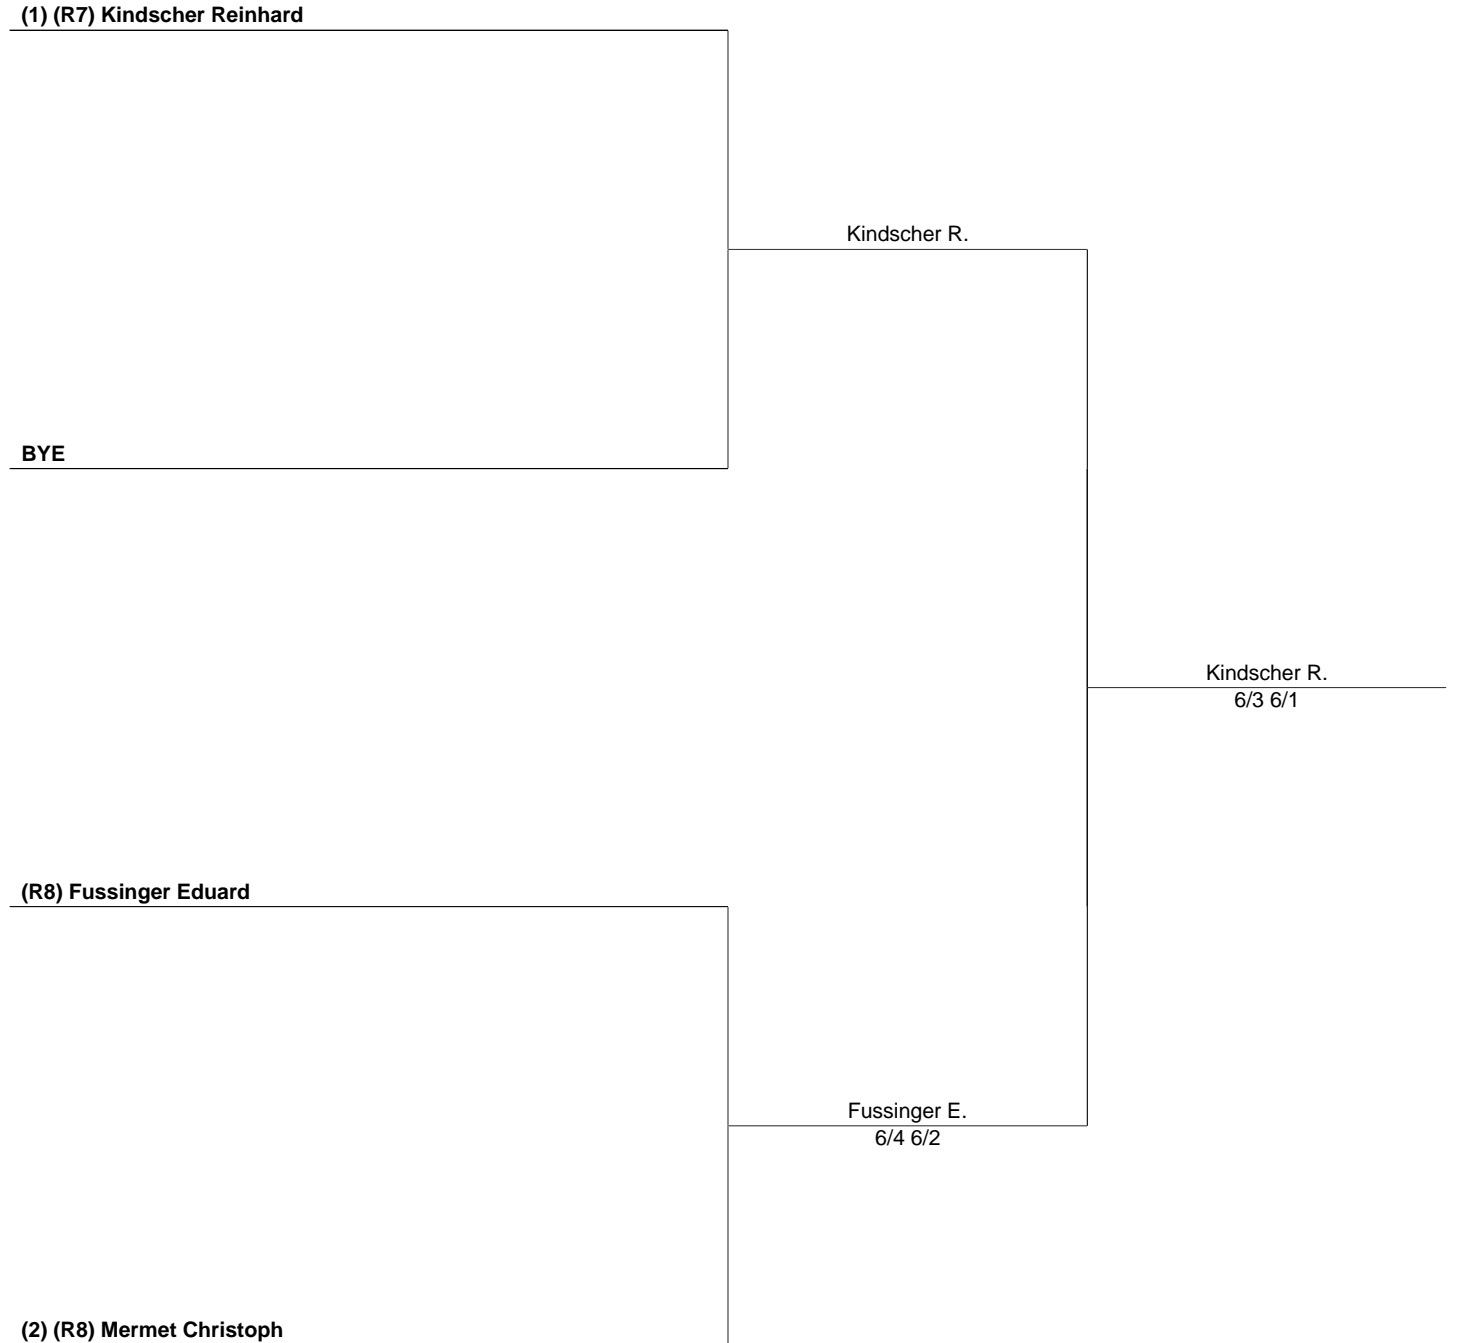 (1) (R7) Kindscher Reinhard
Kindscher R.
BYE
Kindscher R.
6/3 6/1
(R8) Fussinger Eduard
Fussinger E.
6/4 6/2
(2) (R8) Mermet Christoph